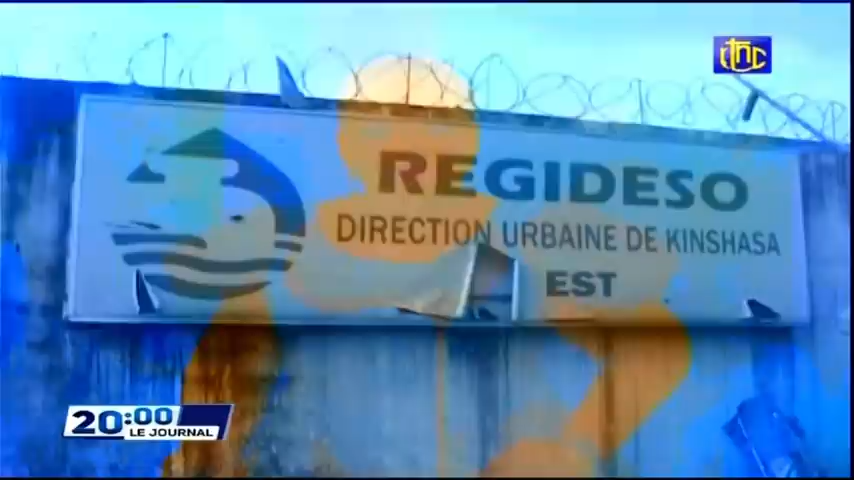 REGIDESO
DIRECTION URBAINE DE KINSHASA
EST
20:00
LE JOURNAL